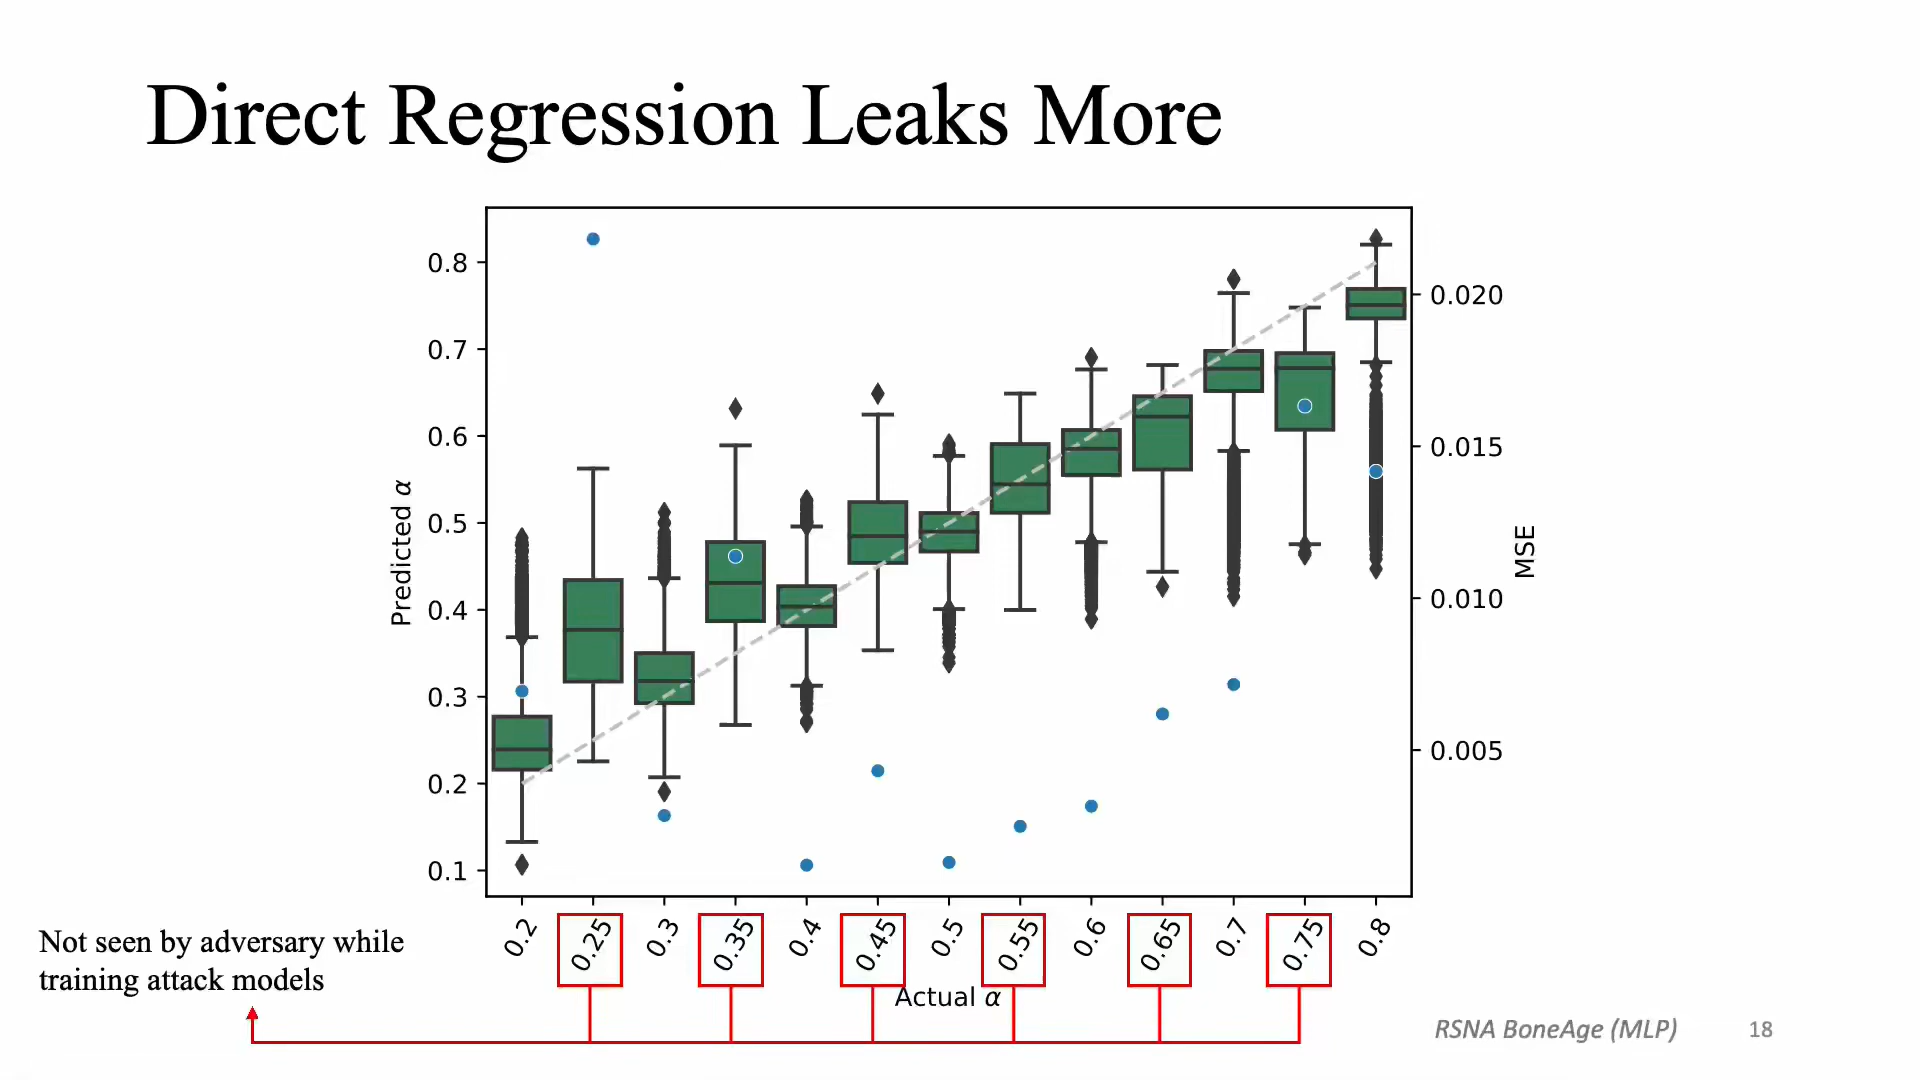 Direct Regression Leaks More
0.8
0.7
0.6
0.5
0.4
0.3
0.2
0.1
Predicted α
0.020
0.015
0.010
0.005
MSE
0.2 0.25 0.3 0.35 0.4 0.45 0.5 0.55 0.6 0.65 0.7 0.75 0.8
Actual α
Not seen by adversary while
training attack models
RSNA BoneAge (MLP)
18